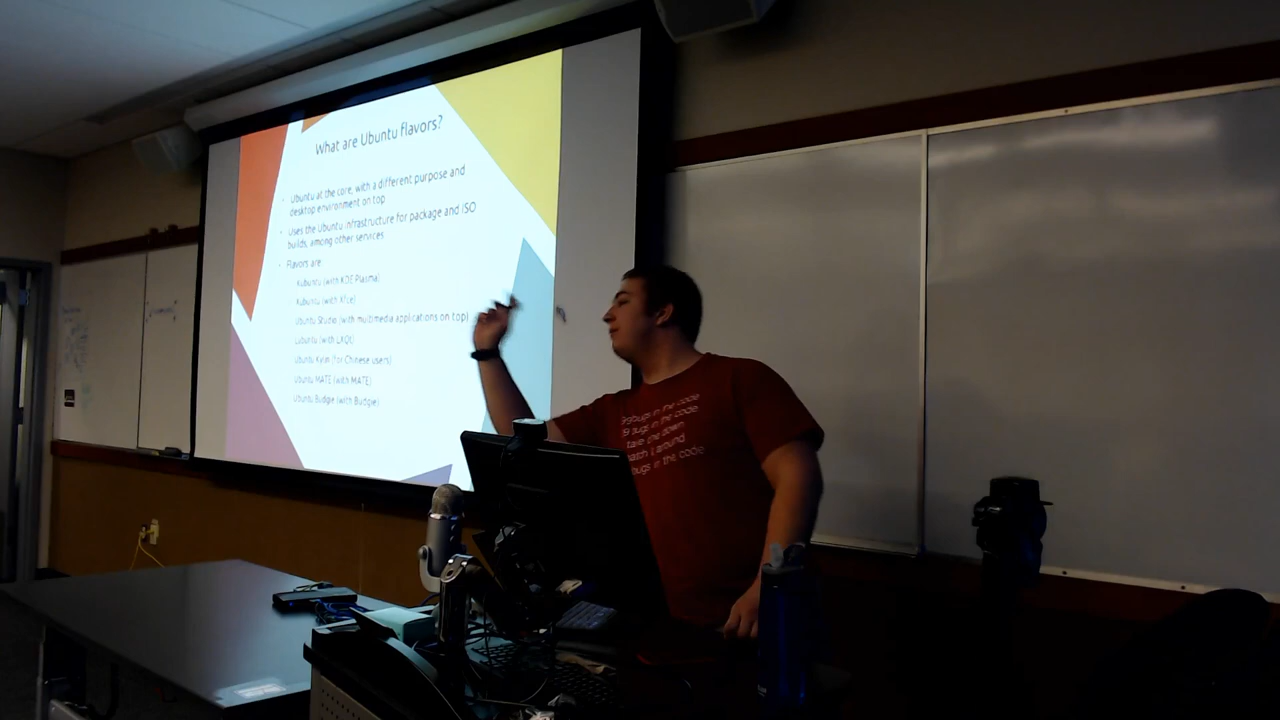 What are Ubuntu flavors?
Ubuntu at the core, with a different purpose and
desktop environment on top
Uses the Ubuntu infrastructure for package and ISO
builds, among other services
Flavors are
Kubuntu (with KDE Plasma)
Xubuntu (with Xfce)
Ubuntu Studio (with multimedia applications on top)
Lubuntu (with LXQt)
Ubuntu Kylin (for Chinese users)
Ubuntu MATE (with MATE)
Ubuntu Budgie (with Budgie)
bugs in the code
bugs in the code
take one down
patch it around
bugs in the code